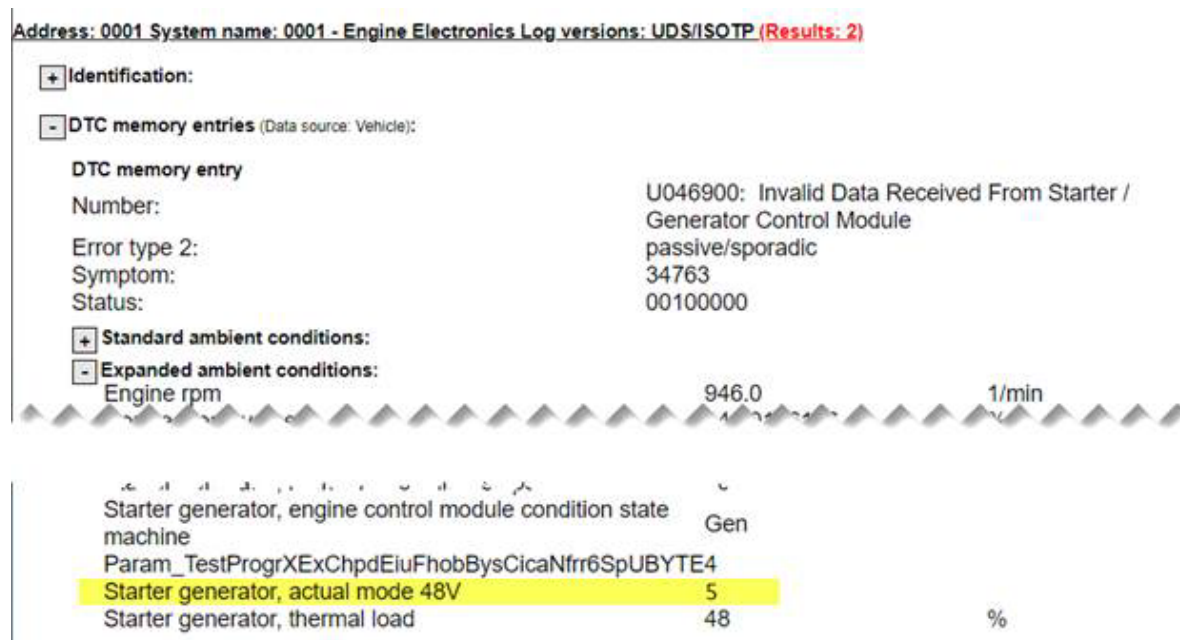 Address: 0001 System name: 0001 - Engine Electronics Log versions: UDS/ISOTP (Results: 2)
+ Identification:
- DTC memory entries (Data source: Vehicle):
DTC memory entry
Number: U046900: Invalid Data Received From Starter /
Generator Control Module
Error type 2: passive/sporadic
Symptom: 34763
Status: 00100000
+ Standard ambient conditions:
- Expanded ambient conditions:
Engine rpm 946.0 1/min
Starter generator, engine control module condition state
machine Gen
Param_TestProgrXExChpdEiuFhobBysCicaNfrr6SpUBYTE4
Starter generator, actual mode 48V 5
Starter generator, thermal load 48 %